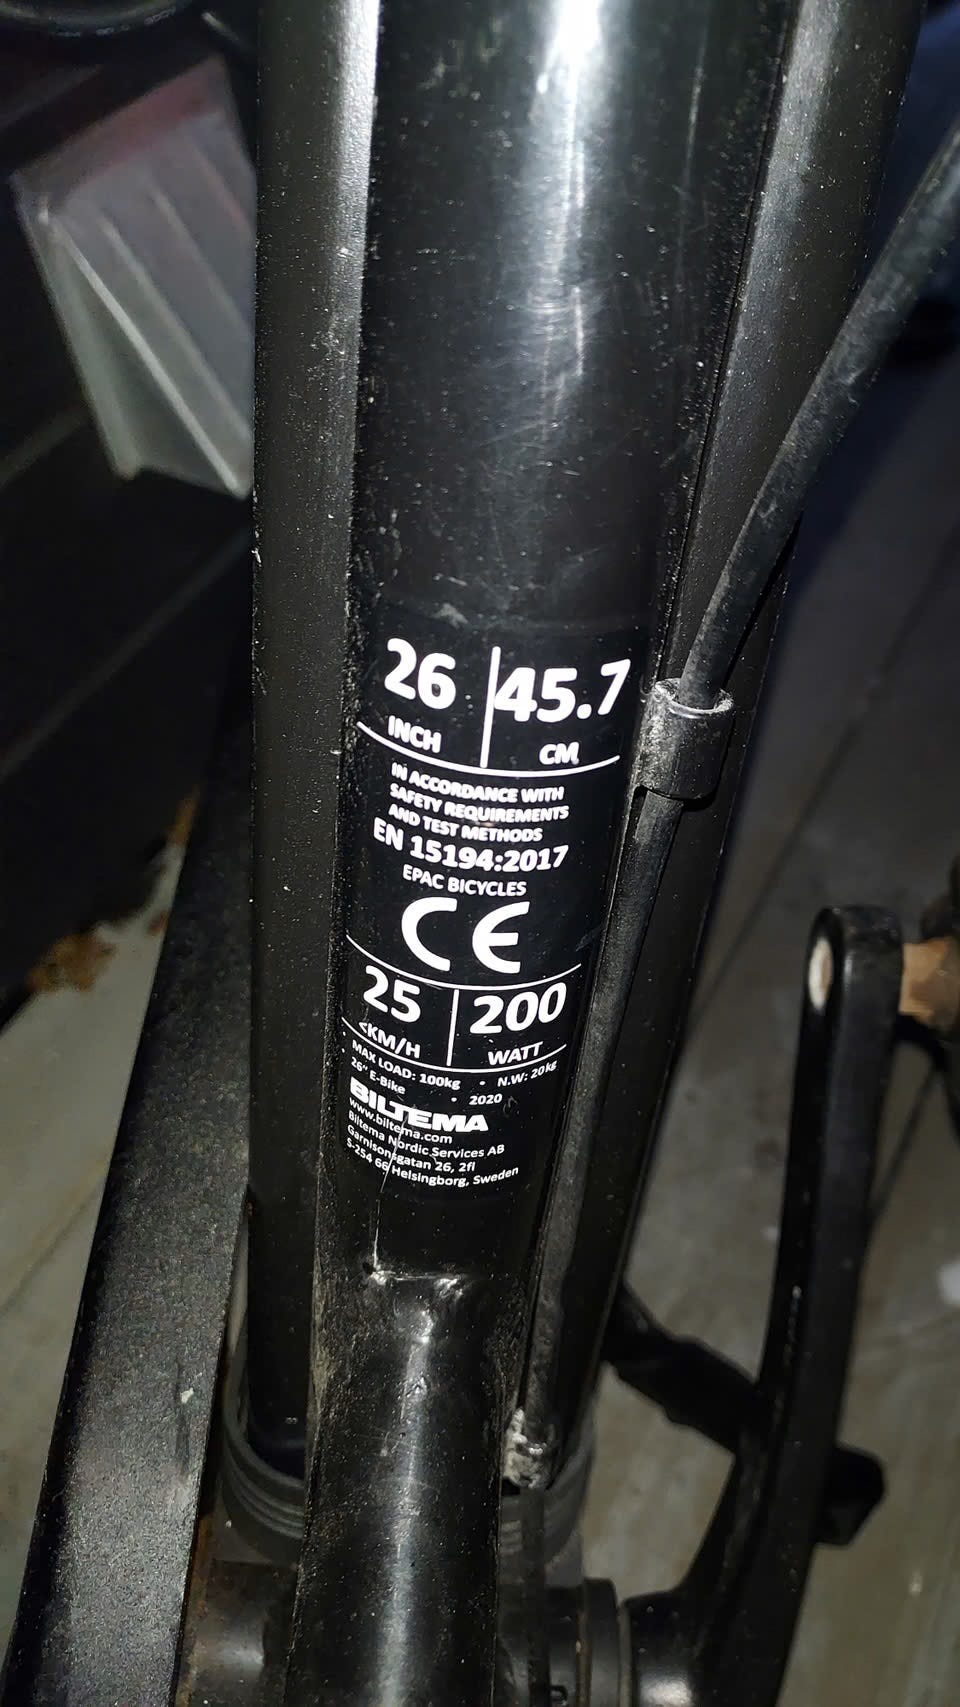 26 | 45.7
INCH CM
IN ACCORDANCE WITH
SAFETY REQUIREMENTS
AND TEST METHODS
EN 15194:2017
EPAC BICYCLES
CE
25 | 200
<KM/H WATT
MAX LOAD: 100kg • N.W: 20kg
26" E-Bike • 2020
BILTEMA
www.biltema.com
Biltema Nordic Services AB
Garnisonsgatan 26, 2fl
S-254 66 Helsingborg, Sweden